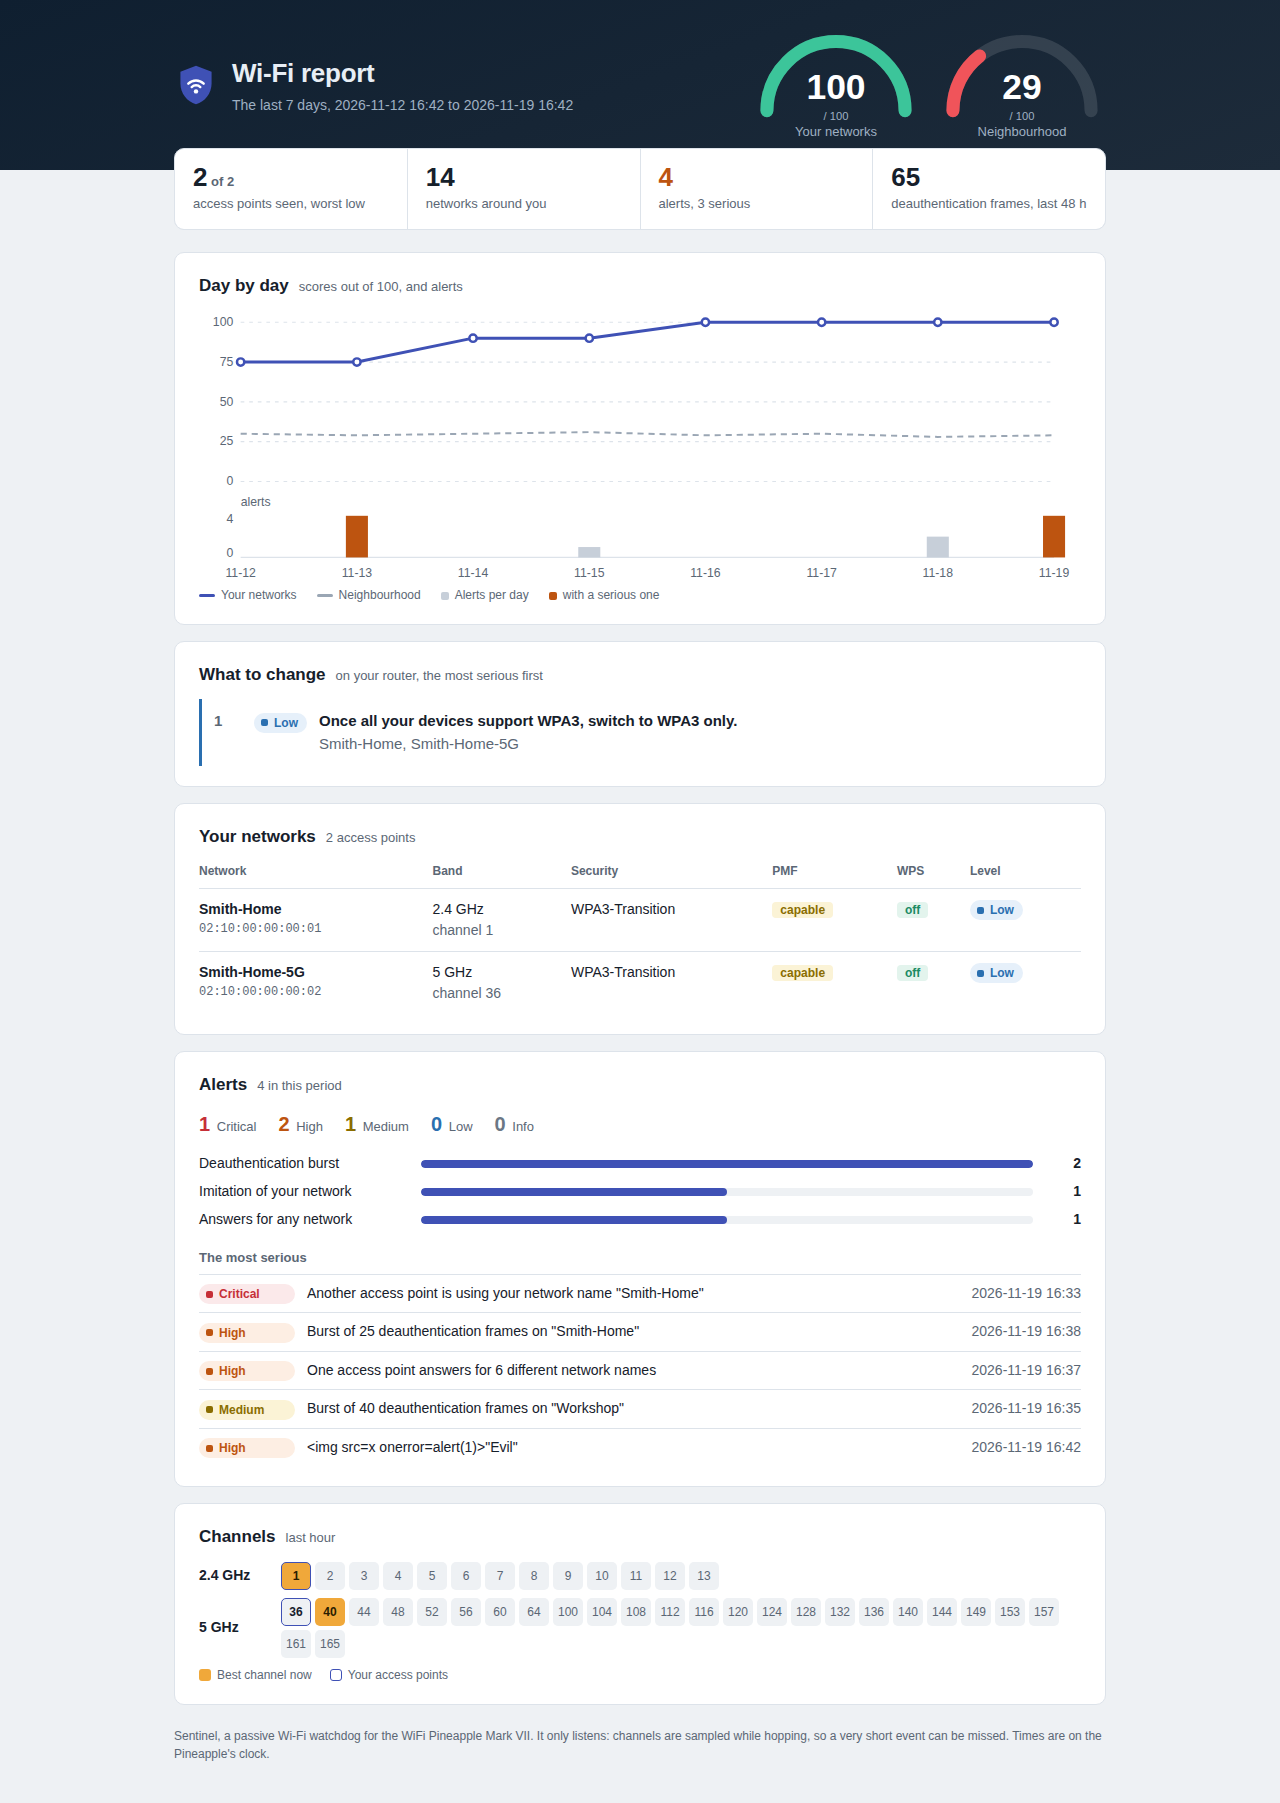 Wi-Fi report
The last 7 days, 2026-11-12 16:42 to 2026-11-19 16:42
100
/ 100
Your networks
29
/ 100
Neighbourhood
2 of 2
access points seen, worst low
14
networks around you
4
alerts, 3 serious
65
deauthentication frames, last 48 h
Day by day scores out of 100, and alerts
100
75
50
25
0
alerts
4
0
11-12 11-13 11-14 11-15 11-16 11-17 11-18 11-19
Your networks Neighbourhood Alerts per day with a serious one
What to change on your router, the most serious first
1 Low Once all your devices support WPA3, switch to WPA3 only.
Smith-Home, Smith-Home-5G
Your networks 2 access points
Network Band Security PMF WPS Level
Smith-Home 2.4 GHz WPA3-Transition capable off Low
02:10:00:00:00:01 channel 1
Smith-Home-5G 5 GHz WPA3-Transition capable off Low
02:10:00:00:00:02 channel 36
Alerts 4 in this period
1 Critical 2 High 1 Medium 0 Low 0 Info
Deauthentication burst 2
Imitation of your network 1
Answers for any network 1
The most serious
Critical Another access point is using your network name "Smith-Home" 2026-11-19 16:33
High Burst of 25 deauthentication frames on "Smith-Home" 2026-11-19 16:38
High One access point answers for 6 different network names 2026-11-19 16:37
Medium Burst of 40 deauthentication frames on "Workshop" 2026-11-19 16:35
High <img src=x onerror=alert(1)>"Evil" 2026-11-19 16:42
Channels last hour
2.4 GHz 1 2 3 4 5 6 7 8 9 10 11 12 13
5 GHz 36 40 44 48 52 56 60 64 100 104 108 112 116 120 124 128 132 136 140 144 149 153 157
161 165
Best channel now Your access points
Sentinel, a passive Wi-Fi watchdog for the WiFi Pineapple Mark VII. It only listens: channels are sampled while hopping, so a very short event can be missed. Times are on the
Pineapple's clock.